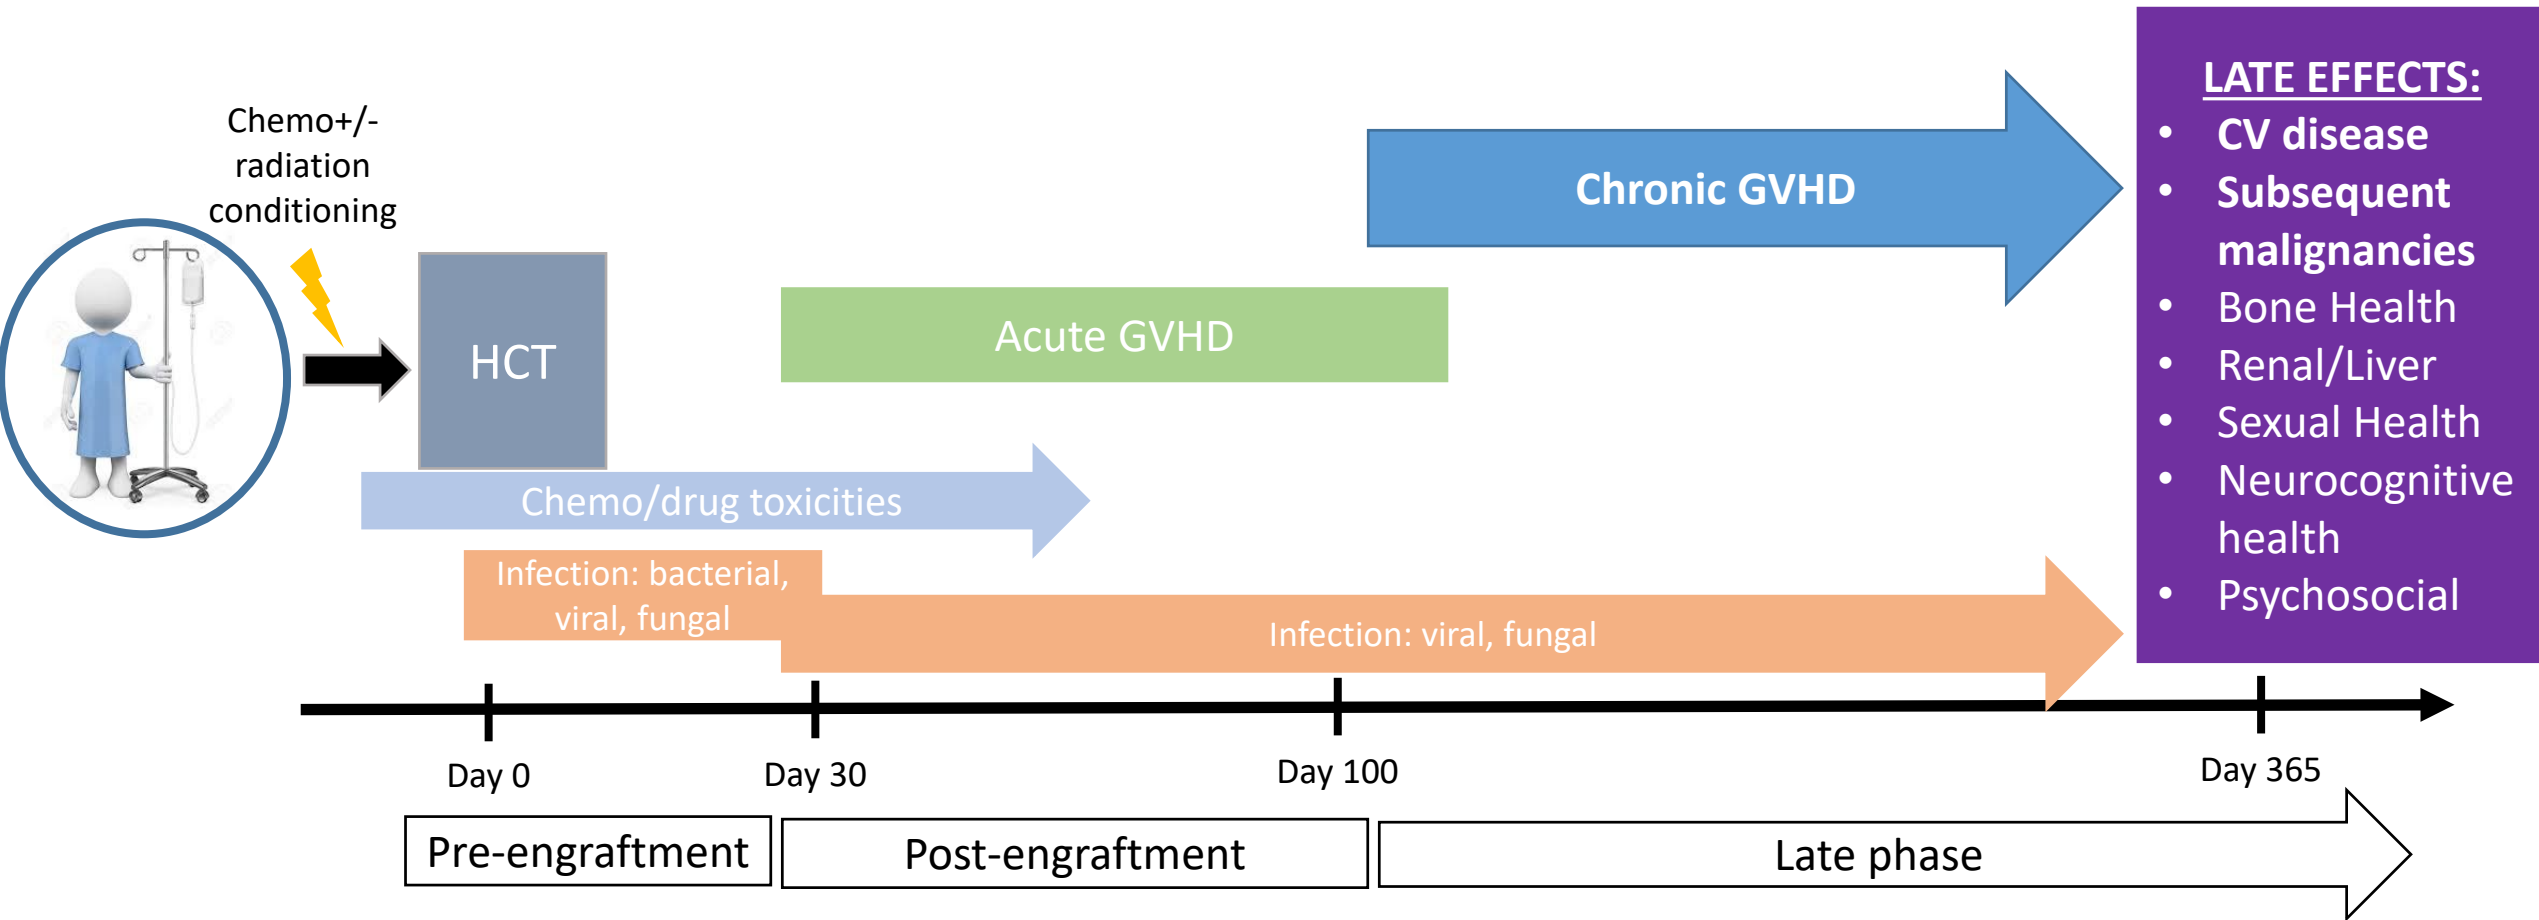 Chemo+/-
radiation
conditioning
HCT
Chronic GVHD
Acute GVHD
Chemo/drug toxicities
Infection: bacterial,
viral, fungal
Infection: viral, fungal
LATE EFFECTS:
• CV disease
• Subsequent
malignancies
• Bone Health
• Renal/Liver
• Sexual Health
• Neurocognitive
health
• Psychosocial
Day 0
Day 30
Day 100
Day 365
Pre-engraftment
Post-engraftment
Late phase